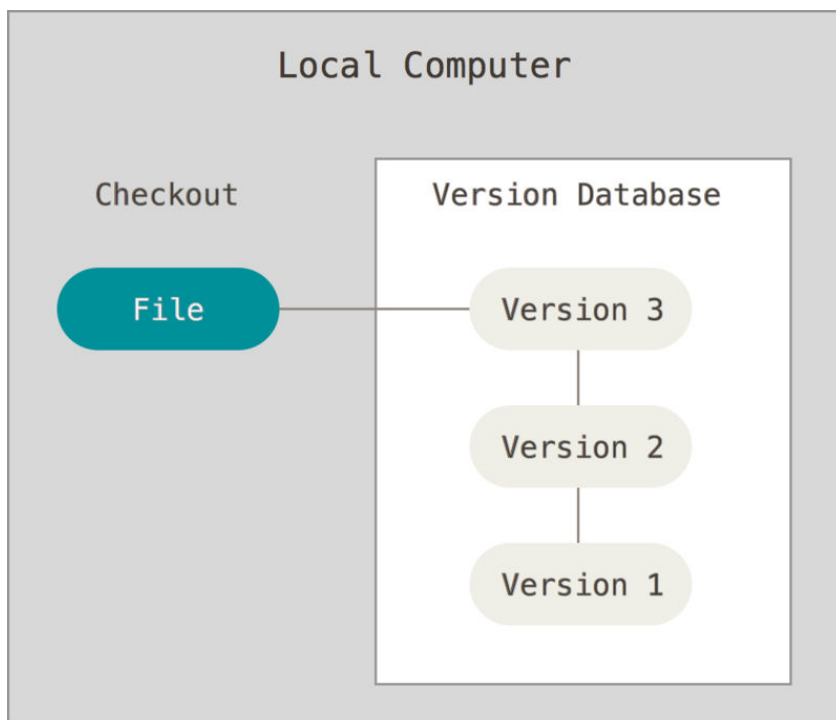 Local Computer
Checkout
Version Database
File
Version 3
Version 2
Version 1